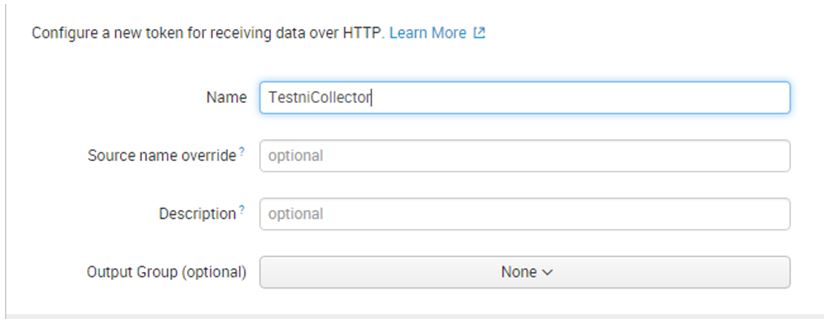 Configure a new token for receiving data over HTTP. Learn More
Name TestniCollector
Source name override ? optional
Description ? optional
Output Group (optional) None